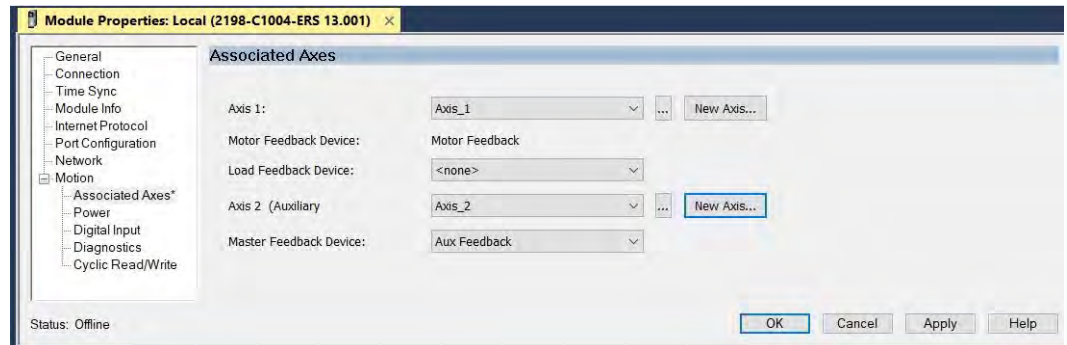 Module Properties: Local (2198-C1004-ERS 13.001) ×
General
Connection
Time Sync
Module Info
Internet Protocol
Port Configuration
Network
Motion
Associated Axes*
Power
Digital Input
Diagnostics
Cyclic Read/Write
Associated Axes
Axis 1: Axis_1 ... New Axis...
Motor Feedback Device: Motor Feedback
Load Feedback Device: <none>
Axis 2 (Auxiliary Axis_2 ... New Axis...
Master Feedback Device: Aux Feedback
Status: Offline OK Cancel Apply Help